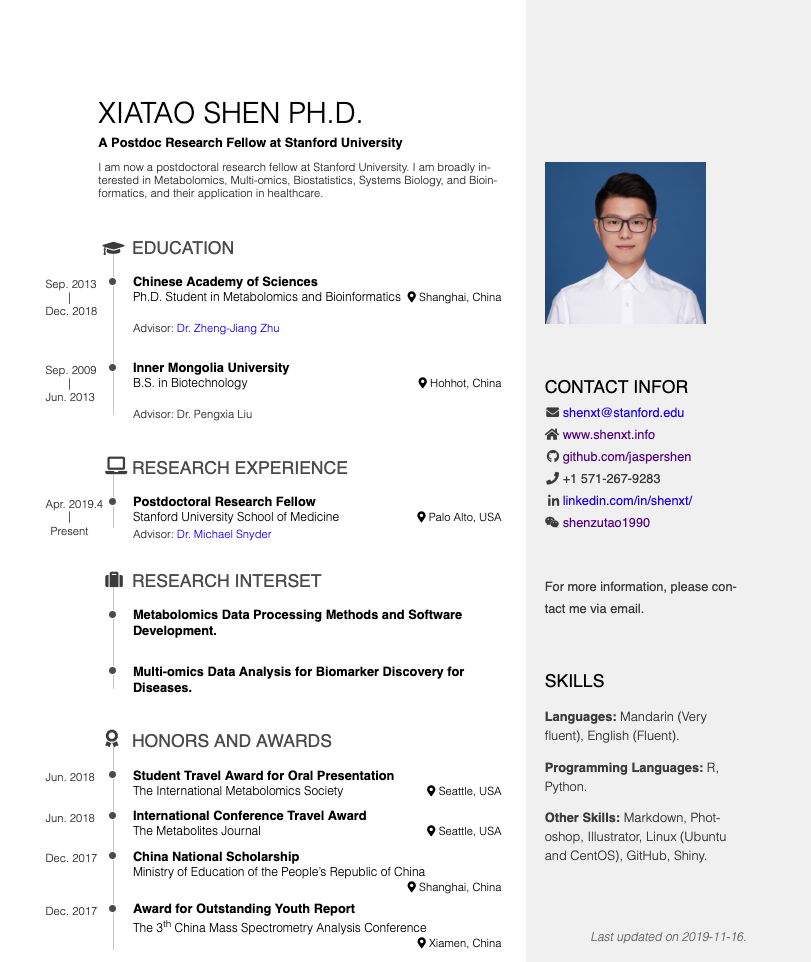 XIATAO SHEN PH.D.
A Postdoc Research Fellow at Stanford University
I am now a postdoctoral research fellow at Stanford University. I am broadly in-
terested in Metabolomics, Multi-omics, Biostatistics, Systems Biology, and Bioin-
formatics, and their application in healthcare.
EDUCATION
Sep. 2013
|
Dec. 2018
Chinese Academy of Sciences
Ph.D. Student in Metabolomics and Bioinformatics Shanghai, China
Advisor: Dr. Zheng-Jiang Zhu
Sep. 2009
|
Jun. 2013
Inner Mongolia University
B.S. in Biotechnology Hohhot, China
Advisor: Dr. Pengxia Liu
RESEARCH EXPERIENCE
Apr. 2019.4
|
Present
Postdoctoral Research Fellow
Stanford University School of Medicine Palo Alto, USA
Advisor: Dr. Michael Snyder
RESEARCH INTERSET
Metabolomics Data Processing Methods and Software
Development.
Multi-omics Data Analysis for Biomarker Discovery for
Diseases.
HONORS AND AWARDS
Jun. 2018
Student Travel Award for Oral Presentation
The International Metabolomics Society Seattle, USA
Jun. 2018
International Conference Travel Award
The Metabolites Journal Seattle, USA
Dec. 2017
China National Scholarship
Ministry of Education of the People's Republic of China
Shanghai, China
Dec. 2017
Award for Outstanding Youth Report
The 3th China Mass Spectrometry Analysis Conference
Xiamen, China
CONTACT INFOR
shenxt@stanford.edu
www.shenxt.info
github.com/jaspershen
+1 571-267-9283
linkedin.com/in/shenxt/
shenzutao1990
For more information, please con-
tact me via email.
SKILLS
Languages: Mandarin (Very
fluent), English (Fluent).
Programming Languages: R,
Python.
Other Skills: Markdown, Phot-
oshop, Illustrator, Linux (Ubuntu
and CentOS), GitHub, Shiny.
Last updated on 2019-11-16.